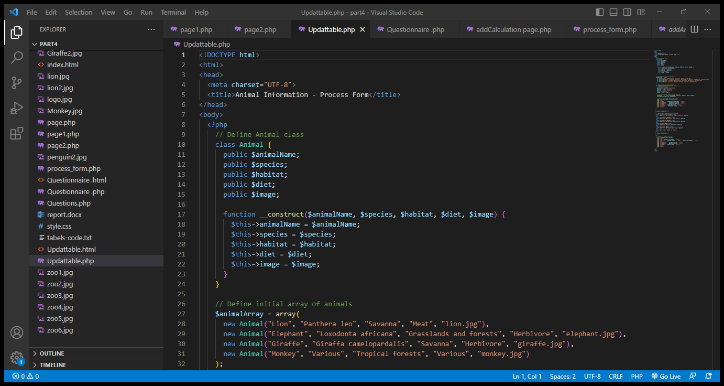 File Edit Selection View Go Run Terminal Help
Updattable.php - part4 - Visual Studio Code
EXPLORER
PART4
Giraffe2.jpg
index.html
lion.jpg
lion2.jpg
logo.jpg
Monkey.jpg
page.php
page1.php
page2.php
penguin2.jpg
process_form.php
Questionnaire .html
Questionnaire .php
Questions.php
report.docx
style.css
tabels-code.txt
Updattable.html
Updattable.php
zoo1.jpg
zoo2.jpg
zoo3.jpg
zoo4.jpg
zoo5.jpg
zoo6.jpg
OUTLINE
TIMELINE
page1.php page2.php Updattable.php Questionnaire .php addCalculation page.php process_form.php
Updattable.php
1 <!DOCTYPE html>
2 <html>
3 <head>
4 <meta charset="UTF-8">
5 <title>Animal Information - Process Form</title>
6 </head>
7 <body>
8 <?php
9 // Define Animal class
10 class Animal {
11 public $animalName;
12 public $species;
13 public $habitat;
14 public $diet;
15 public $image;
16
17 function __construct($animalName, $species, $habitat, $diet, $image) {
18 $this->animalName = $animalName;
19 $this->species = $species;
20 $this->habitat = $habitat;
21 $this->diet = $diet;
22 $this->image = $image;
23 }
24 }
25
26 // Define initial array of animals
27 $animalArray = array(
28 new Animal("Lion", "Panthera leo", "Savanna", "Meat", "lion.jpg"),
29 new Animal("Elephant", "Loxodonta africana", "Grasslands and forests", "Herbivore", "elephant.jpg"),
30 new Animal("Giraffe", "Giraffa camelopardalis", "Savanna", "Herbivore", "giraffe.jpg"),
31 new Animal("Monkey", "Various", "Tropical forests", "Various", "monkey.jpg")
32 );
0 0 Ln 1, Col 1 Spaces: 2 UTF-8 CRLF PHP Go Live